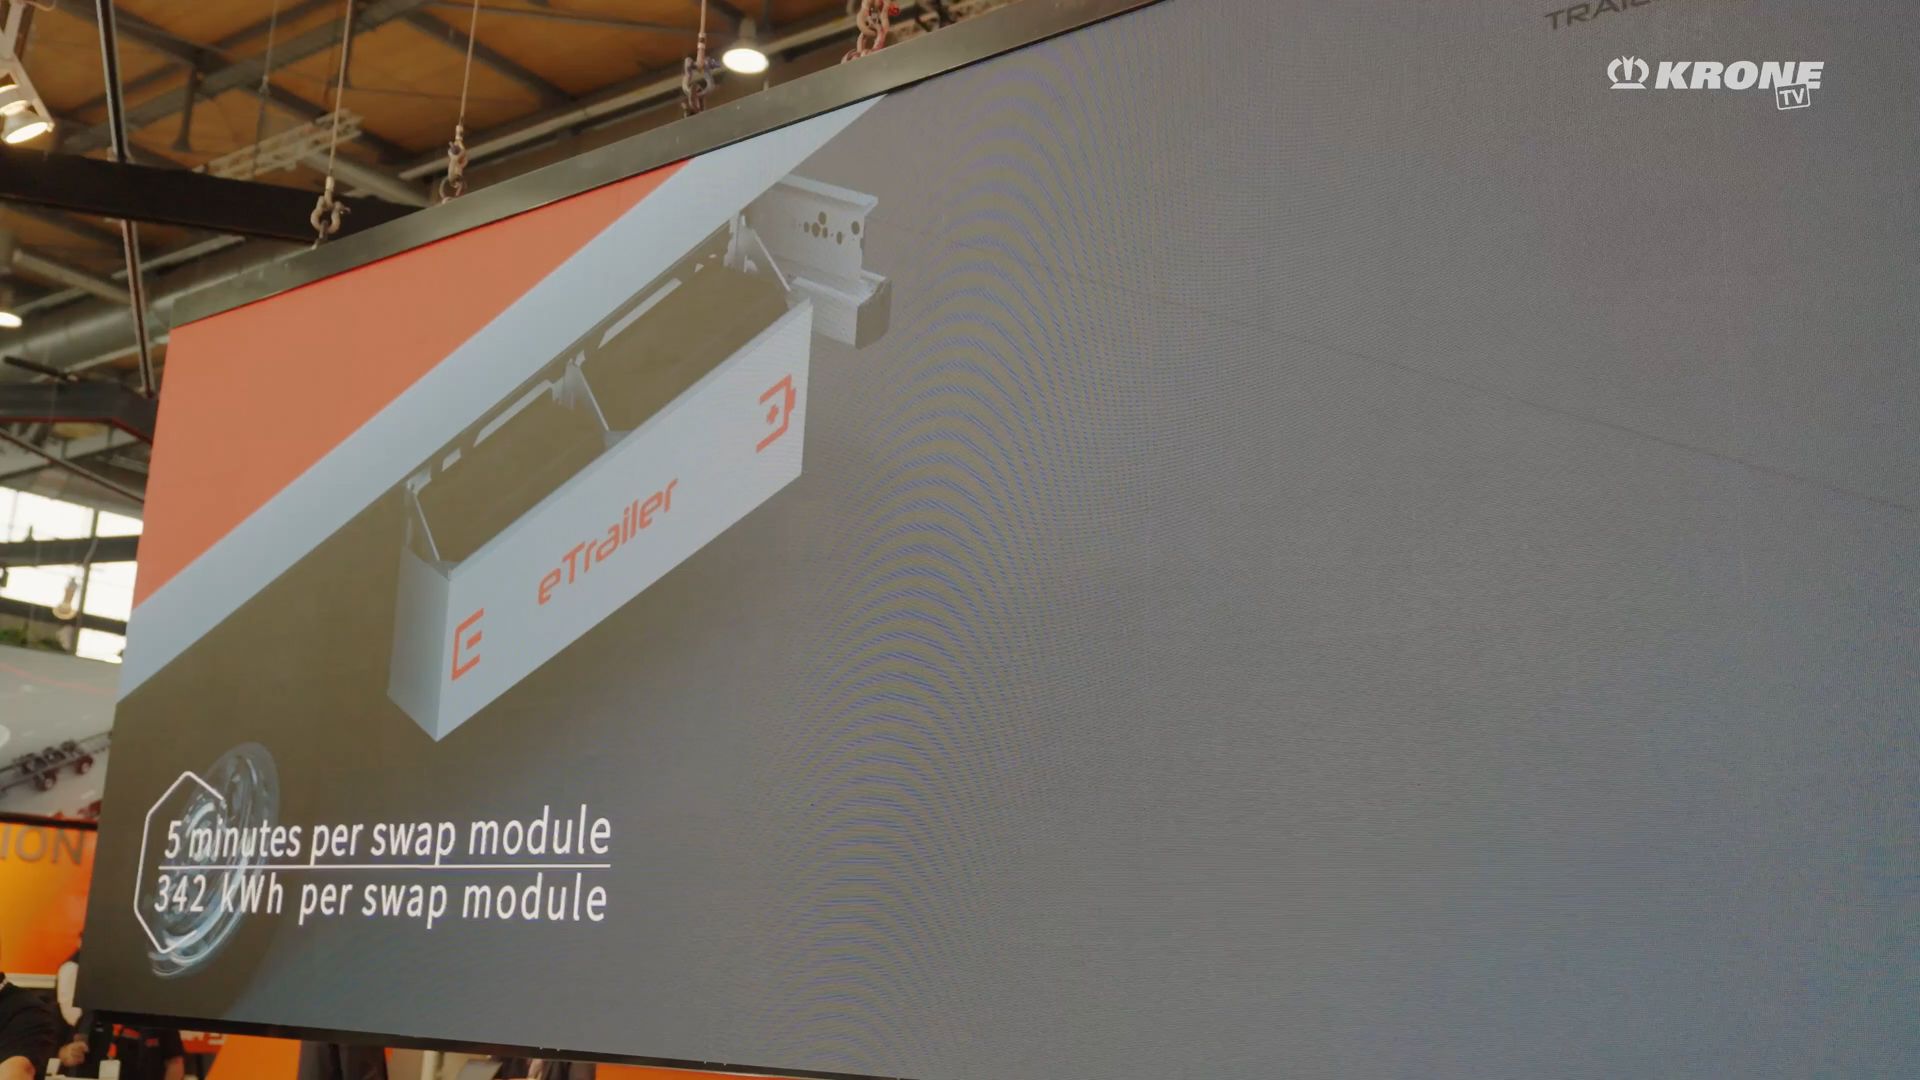 KRONE
TV
eTrailer
5 minutes per swap module
342 kWh per swap module